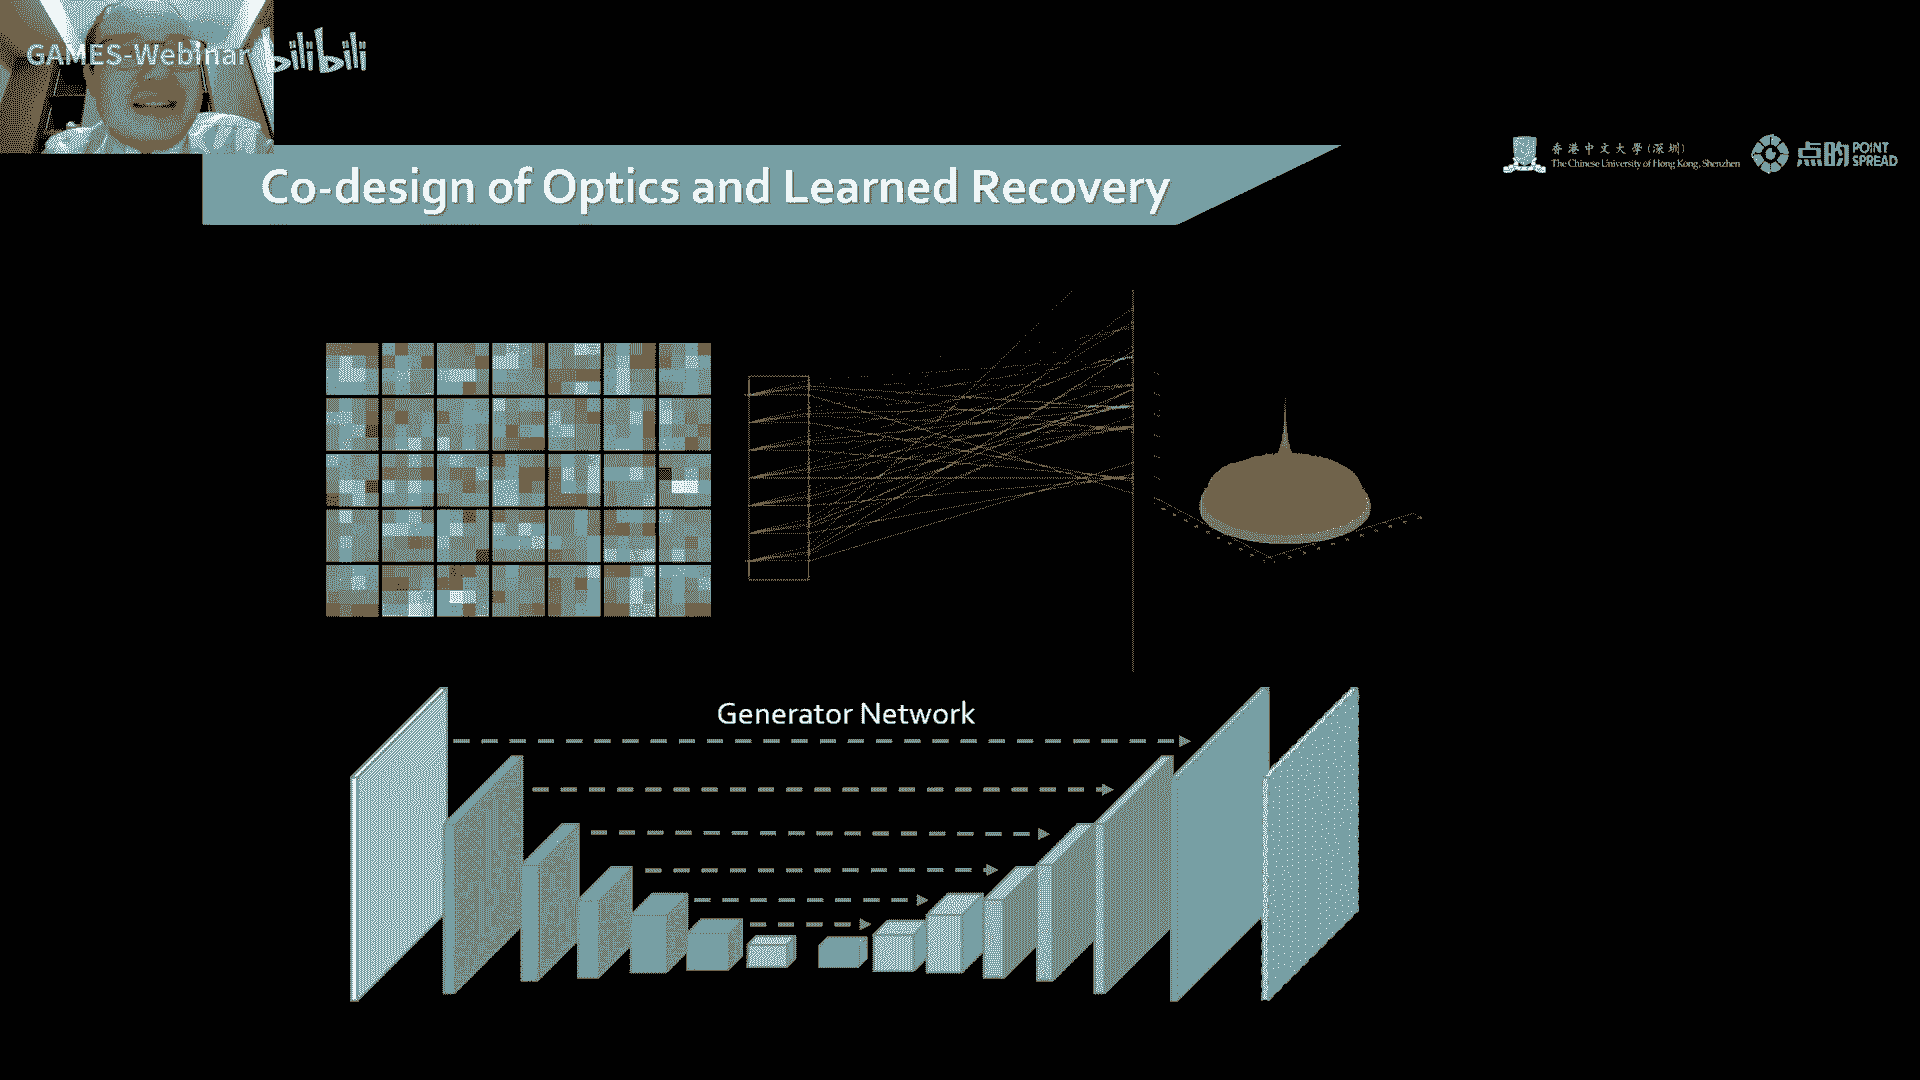 GAMES-Webinar
bilibili
香港中文大學(深圳)
The Chinese University of Hong Kong, Shenzhen
点昀 POINT
SPREAD
Co-design of Optics and Learned Recovery
Generator Network